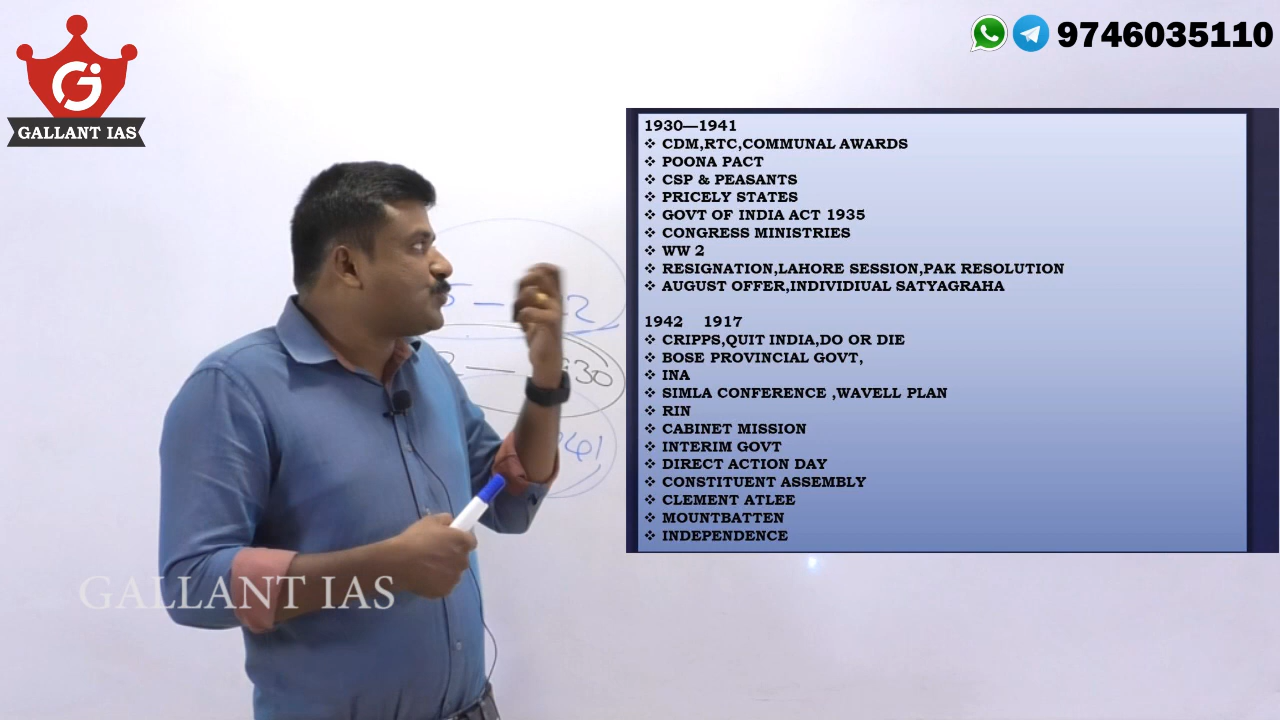 9746035110
GALLANT IAS
1930—1941
CDM,RTC,COMMUNAL AWARDS
POONA PACT
CSP & PEASANTS
PRICELY STATES
GOVT OF INDIA ACT 1935
CONGRESS MINISTRIES
WW 2
RESIGNATION,LAHORE SESSION,PAK RESOLUTION
AUGUST OFFER,INDIVIDIUAL SATYAGRAHA
1942 1917
CRIPPS,QUIT INDIA,DO OR DIE
BOSE PROVINCIAL GOVT,
INA
SIMLA CONFERENCE ,WAVELL PLAN
RIN
CABINET MISSION
INTERIM GOVT
DIRECT ACTION DAY
CONSTITUENT ASSEMBLY
CLEMENT ATLEE
MOUNTBATTEN
INDEPENDENCE
GALLANT IAS